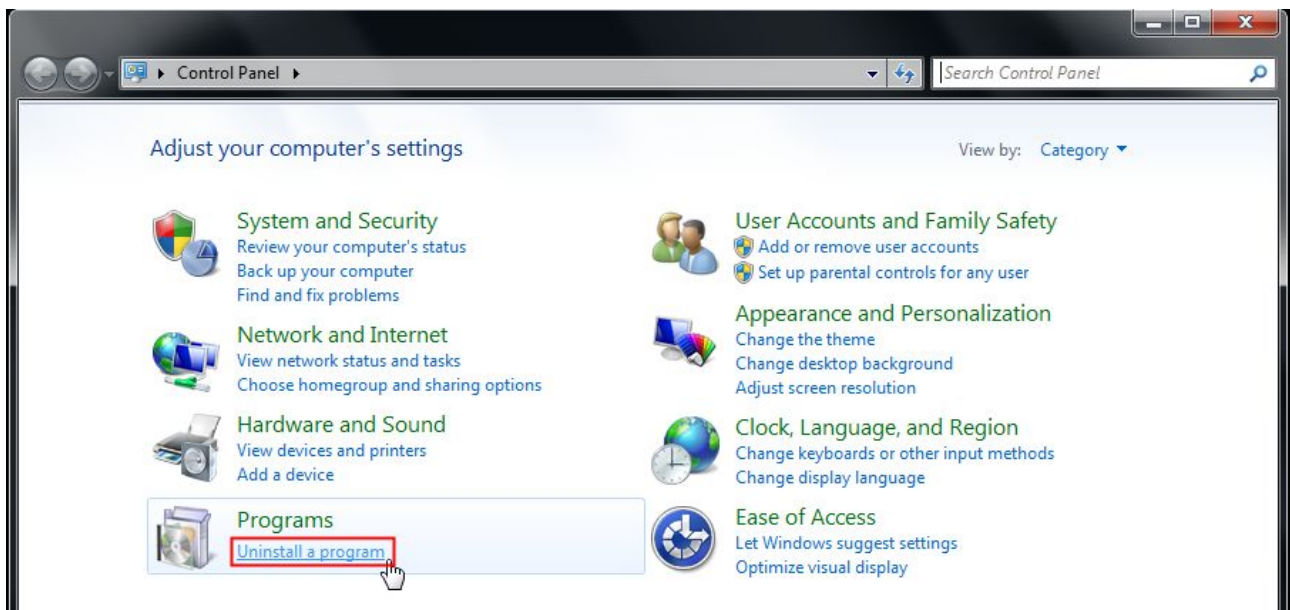 Control Panel
Search Control Panel
Adjust your computer's settings
View by: Category
System and Security
Review your computer's status
Back up your computer
Find and fix problems
Network and Internet
View network status and tasks
Choose homegroup and sharing options
Hardware and Sound
View devices and printers
Add a device
Programs
Uninstall a program
User Accounts and Family Safety
Add or remove user accounts
Set up parental controls for any user
Appearance and Personalization
Change the theme
Change desktop background
Adjust screen resolution
Clock, Language, and Region
Change keyboards or other input methods
Change display language
Ease of Access
Let Windows suggest settings
Optimize visual display